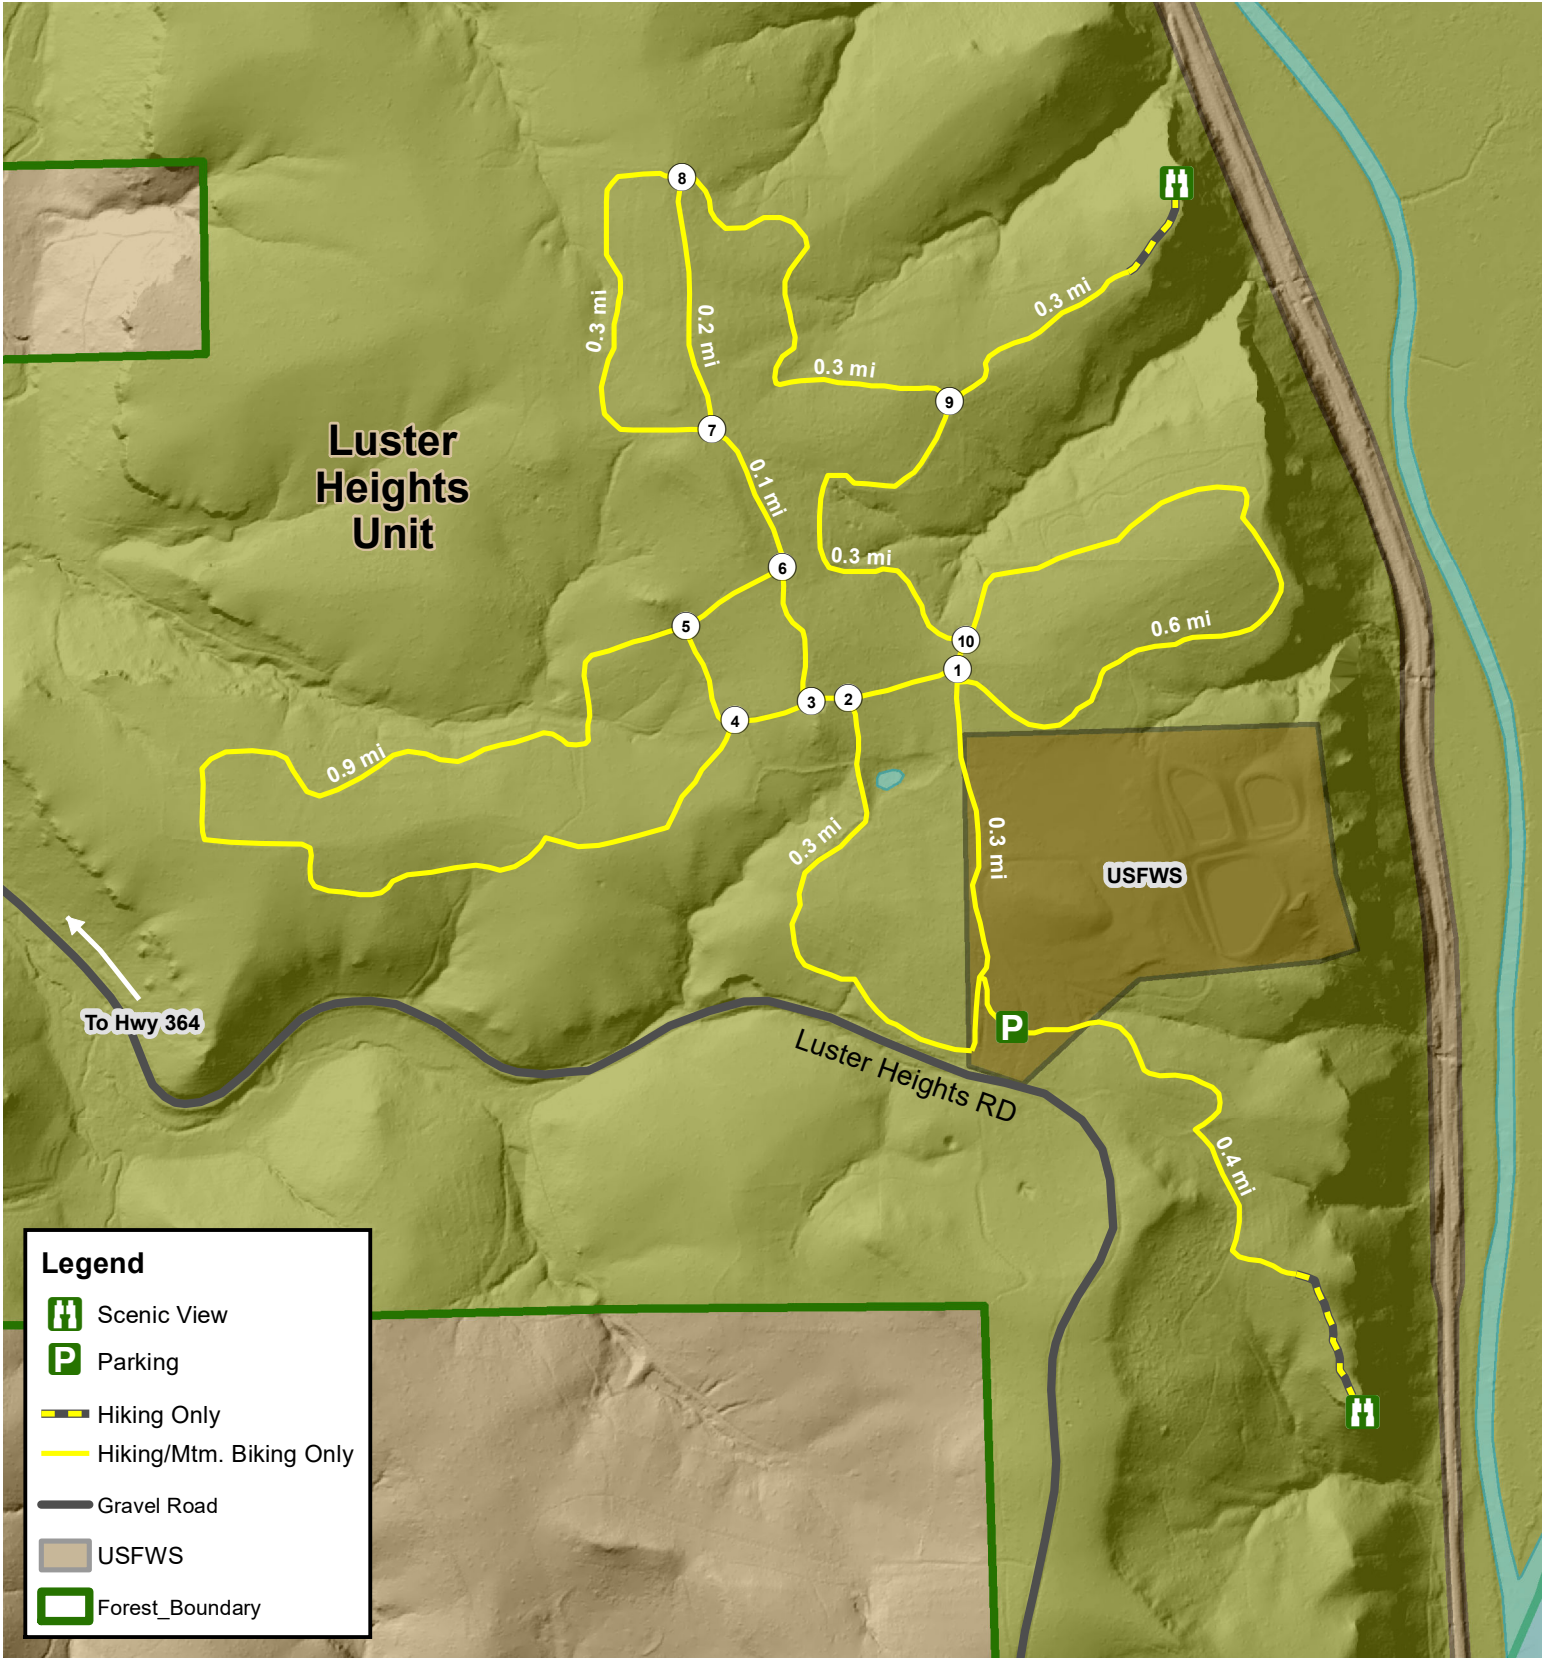 8
0.3 mi
0.2 mi
0.3 mi
0.3 mi
9
7
Luster
Heights
Unit
0.1 mi
6
0.3 mi
5
10
0.6 mi
1
2
3
4
0.9 mi
0.3 mi
0.3 mi
USFWS
To Hwy 364
P
Luster Heights RD
0.4 mi
Legend
Scenic View
P Parking
Hiking Only
Hiking/Mtm. Biking Only
Gravel Road
USFWS
Forest_Boundary